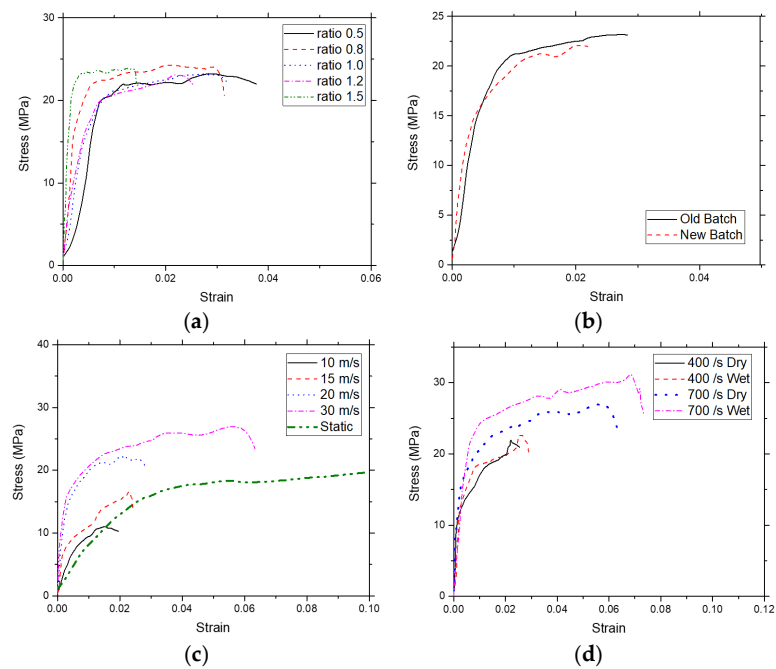 30
20
10
0
0.00 0.02 0.04 0.06
Stress (MPa)
Strain
ratio 0.5
ratio 0.8
ratio 1.0
ratio 1.2
ratio 1.5
(a)
25
20
15
10
5
0
0.00 0.02 0.04
Stress (MPa)
Strain
Old Batch
New Batch
(b)
40
30
20
10
0
0.00 0.02 0.04 0.06 0.08 0.10
Stress (MPa)
Strain
10 m/s
15 m/s
20 m/s
30 m/s
Static
(c)
30
20
10
0
0.00 0.02 0.04 0.06 0.08 0.10 0.12
Stress (MPa)
Strain
400 /s Dry
400 /s Wet
700 /s Dry
700 /s Wet
(d)